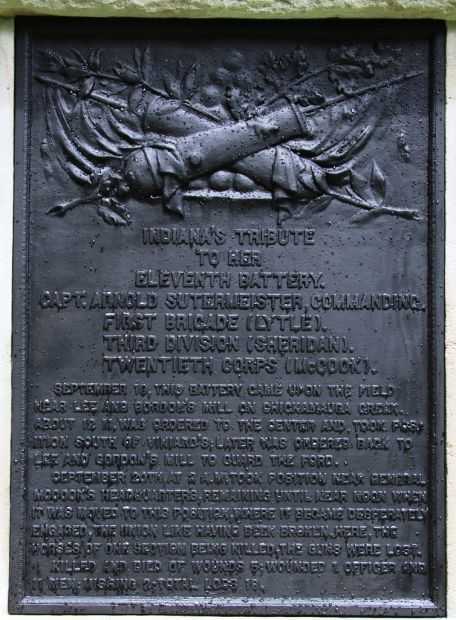 INDIANA'S TRIBUTE
TO HER
ELEVENTH BATTERY.
CAPT. ARNOLD SUTERMEISTER, COMMANDING.
FIRST BRIGADE (LYTLE).
THIRD DIVISION (SHERIDAN).
TWENTIETH CORPS (McCOOK).
SEPTEMBER 19, THIS BATTERY CAME UPON THE FIELD
NEAR LEE AND GORDON'S MILL ON CHICKAMAUGA CREEK.
ABOUT 12 M, WAS ORDERED TO THE CENTER AND, TOOK POSI-
TION SOUTH OF VINIARD'S; LATER WAS ORDERED BACK TO
LEE AND GORDON'S MILL TO GUARD THE FORD.
SEPTEMBER 20TH AT 2 A.M. TOOK POSITION NEAR GENERAL
McCOOK'S HEADQUARTERS, REMAINING UNTIL NEAR NOON WHEN
IT WAS MOVED TO THIS POSITION, WHERE IT BECAME DESPERATELY
ENGAGED, THE UNION LINE HAVING BEEN BROKEN, HERE, THE
HORSES OF ONE SECTION BEING KILLED, THE GUNS WERE LOST.
KILLED AND DIED OF WOUNDS WOUNDED 1 OFFICER AND
MEN, MISSING TOTAL LOSS